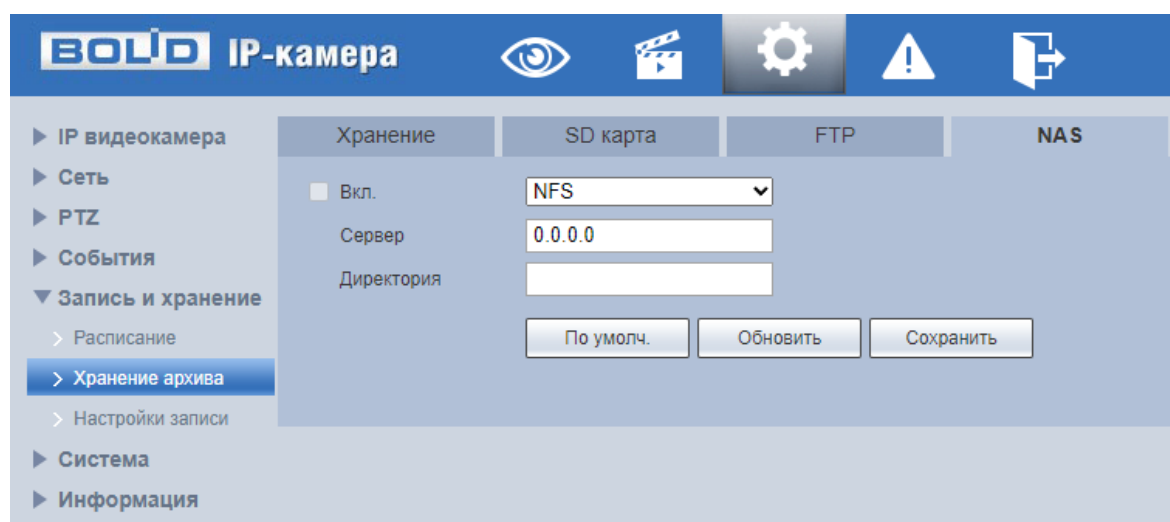 BOLID IP-камера
IP видеокамера
Сеть
PTZ
События
Запись и хранение
Расписание
Хранение архива
Настройки записи
Система
Информация
Хранение SD карта FTP NAS
Вкл. NFS
Сервер 0.0.0.0
Директория
По умолч. Обновить Сохранить